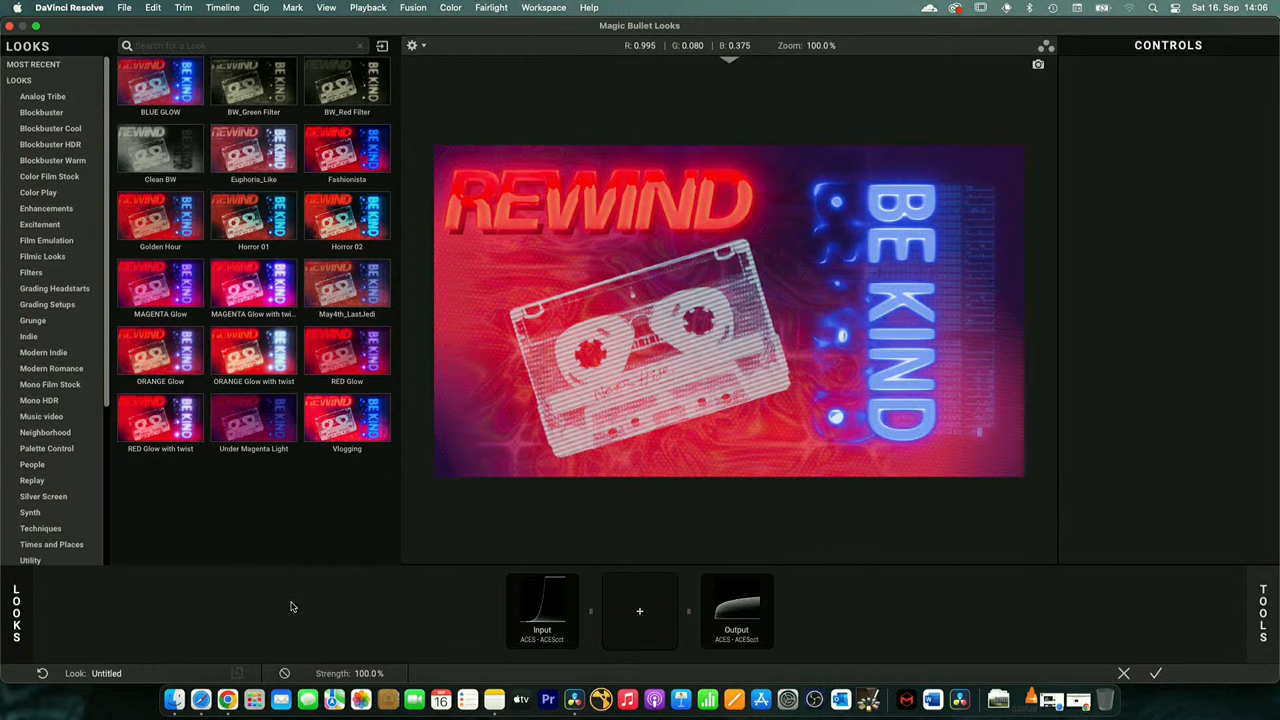 DaVinci Resolve File Edit Trim Timeline Clip Mark View Playback Fusion Color Fairlight Workspace Help Sat 16. Sep 14:06
Magic Bullet Looks
LOOKS
Search for a Look
R: 0.995 G: 0.080 B: 0.375 Zoom: 100.0%
CONTROLS
MOST RECENT
LOOKS
Analog Tribe
Blockbuster
Blockbuster Cool
Blockbuster HDR
Blockbuster Warm
Color Film Stock
Color Play
Enhancements
Excitement
Film Emulation
Filmic Looks
Filters
Grading Headstarts
Grading Setups
Grunge
Indie
Modern Indie
Modern Romance
Mono Film Stock
Mono HDR
Music video
Neighborhood
Palette Control
People
Replay
Silver Screen
Synth
Techniques
Times and Places
Utility
BLUE GLOW
BW_Green Filter
BW_Red Filter
Clean BW
Euphoria_Like
Fashionista
Golden Hour
Horror 01
Horror 02
MAGENTA Glow
MAGENTA Glow with twi...
May4th_LastJedi
ORANGE Glow
ORANGE Glow with twist
RED Glow
RED Glow with twist
Under Magenta Light
Vlogging
REWIND
BE KIND
LOOKS
Input
ACES - ACEScct
+
Output
ACES - ACEScct
TOOLS
Look: Untitled
Strength: 100.0%
SEP
16
tv
Pr